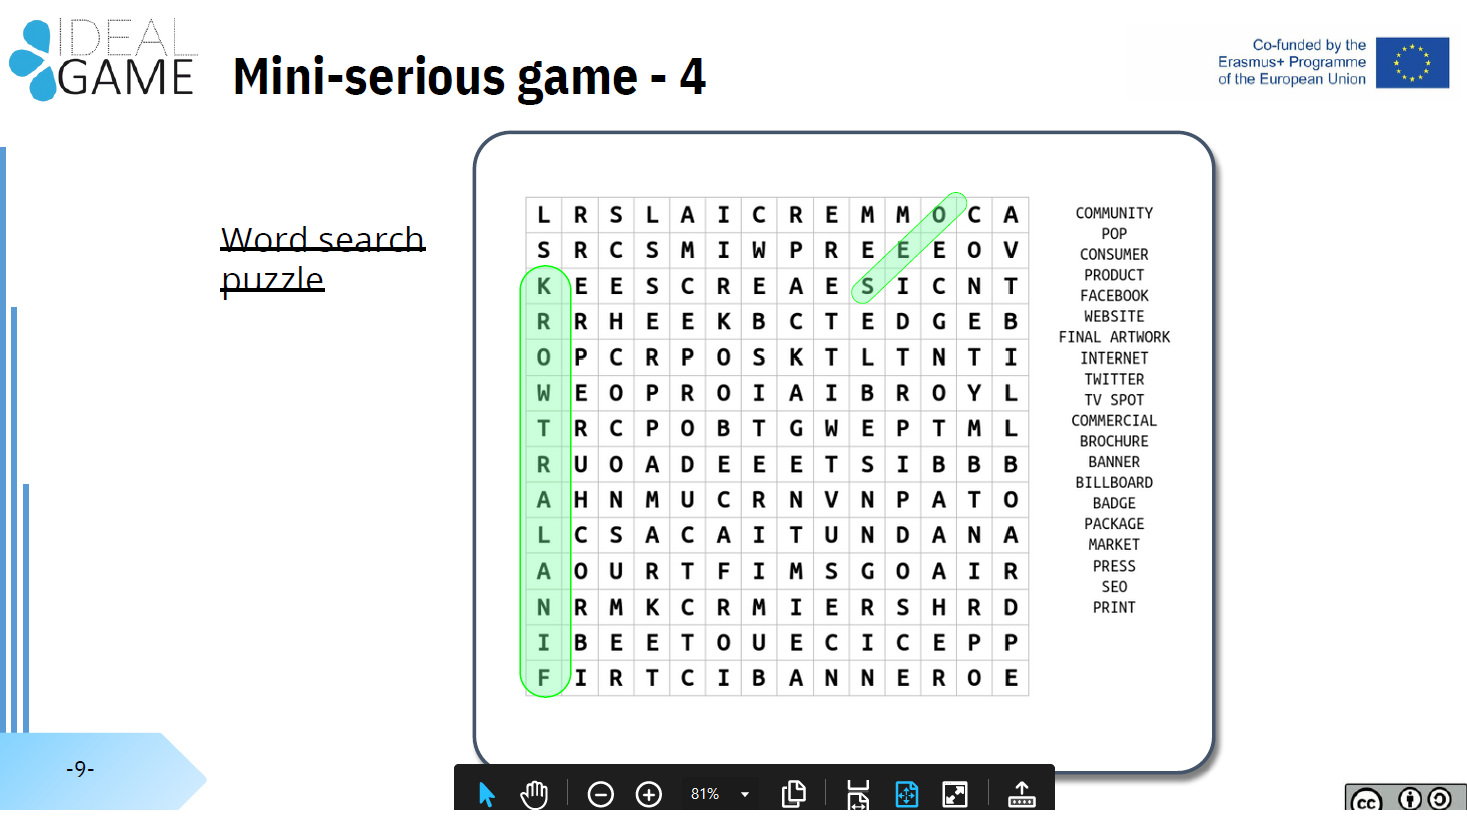 IDEAL
GAME
Mini-serious game - 4
Co-funded by the
Erasmus+ Programme
of the European Union
Word search
puzzle
L R S L A I C R E M M O C A
S R C S M I W P R E E E O V
K E E S C R E A E S I C N T
R R H E E K B C T E D G E B
O P C R P O S K T L T N T I
W E O P R O I A I B R O Y L
T R C P O B T G W E P T M L
R U O A D E E E T S I B B B
A H N M U C R N V N P A T O
L C S A C A I T U N D A N A
A O U R T F I M S G O A I R
N R M K C R M I E R S H R D
I B E E T O U E C I C E P P
F I R T C I B A N N E R O E
COMMUNITY
POP
CONSUMER
PRODUCT
FACEBOOK
WEBSITE
FINAL ARTWORK
INTERNET
TWITTER
TV SPOT
COMMERCIAL
BROCHURE
BANNER
BILLBOARD
BADGE
PACKAGE
MARKET
PRESS
SEO
PRINT
-9-
81%
cc